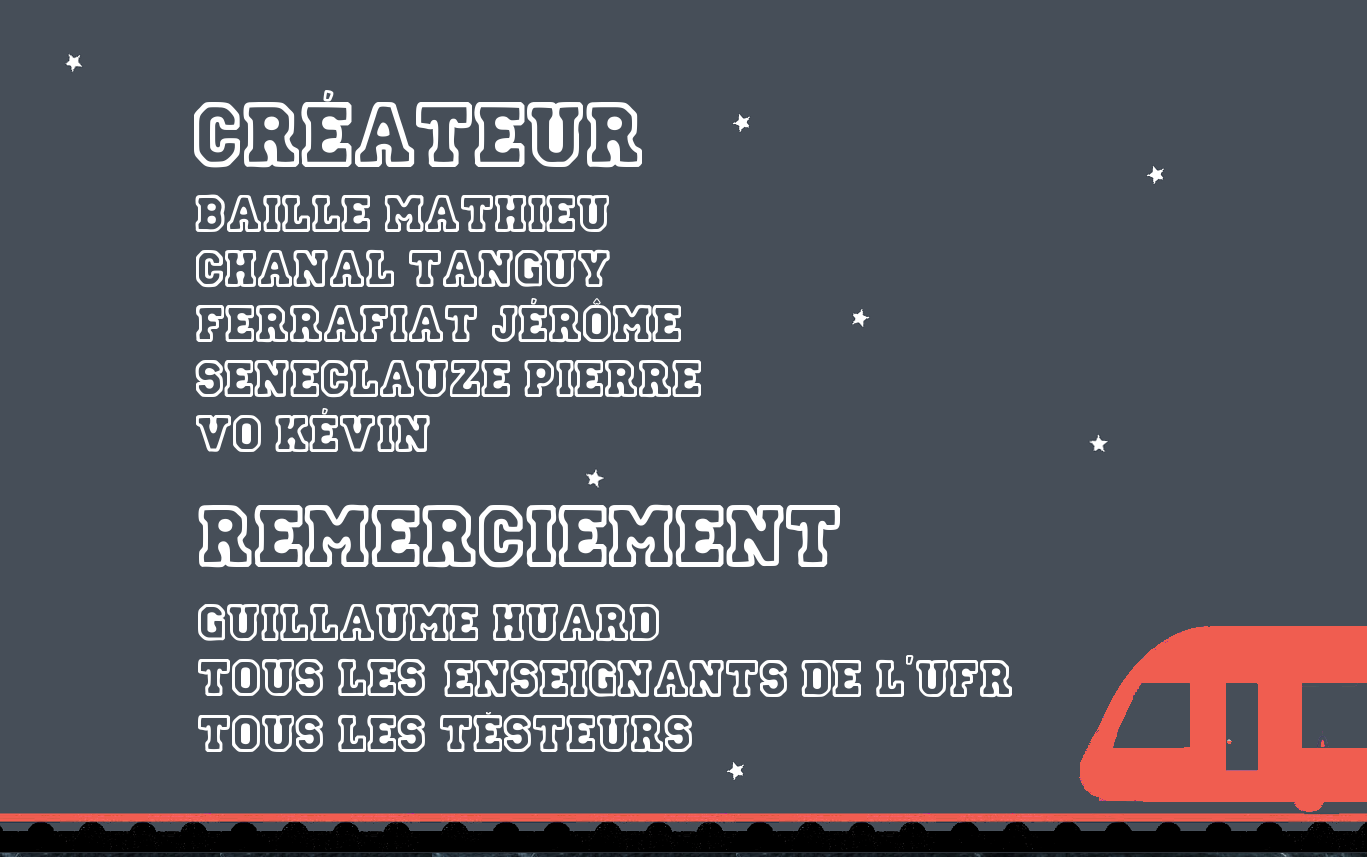 CRÉATEUR
BAILLE MATHIEU
CHANAL TANGUY
FERRAFIAT JÉRÔME
SENECLAUZE PIERRE
VO KÉVIN
REMERCIEMENT
GUILLAUME HUARD
TOUS LES ENSEIGNANTS DE L'UFR
TOUS LES TÉSTEURS